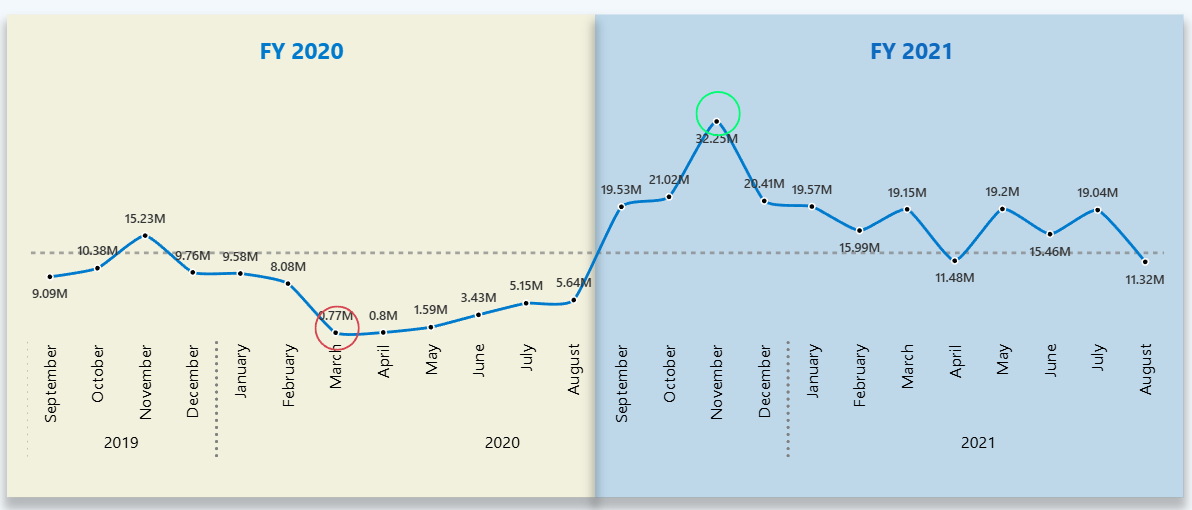 FY 2020
FY 2021
9.09M
10.38M
15.23M
9.76M
9.58M
8.08M
0.77M
0.8M
1.59M
3.43M
5.15M
5.64M
19.53M
21.02M
32.25M
20.41M
19.57M
15.99M
19.15M
11.48M
19.2M
15.46M
19.04M
11.32M
September
October
November
December
January
February
March
April
May
June
July
August
September
October
November
December
January
February
March
April
May
June
July
August
2019
2020
2021